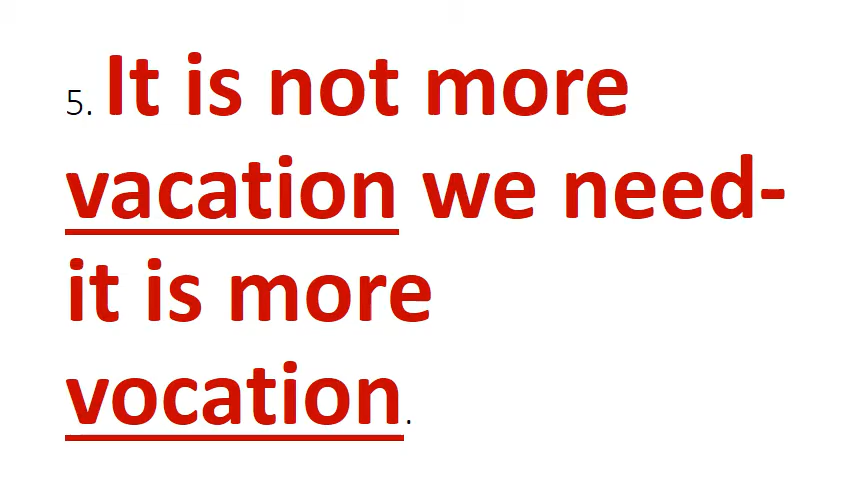 5. It is not more
vacation we need-
it is more
vocation.